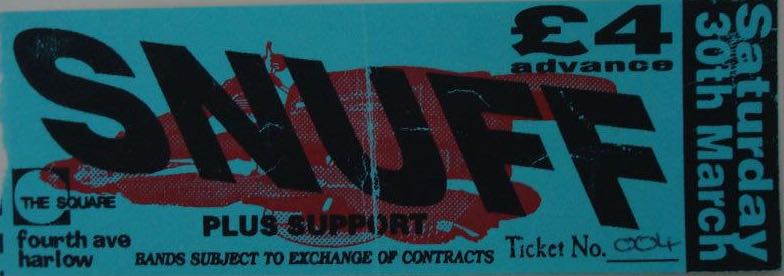 SNUFF
£4
advance
Saturday
30th March
THE SQUARE
fourth ave
harlow
PLUS SUPPORT
BANDS SUBJECT TO EXCHANGE OF CONTRACTS
Ticket No. 004